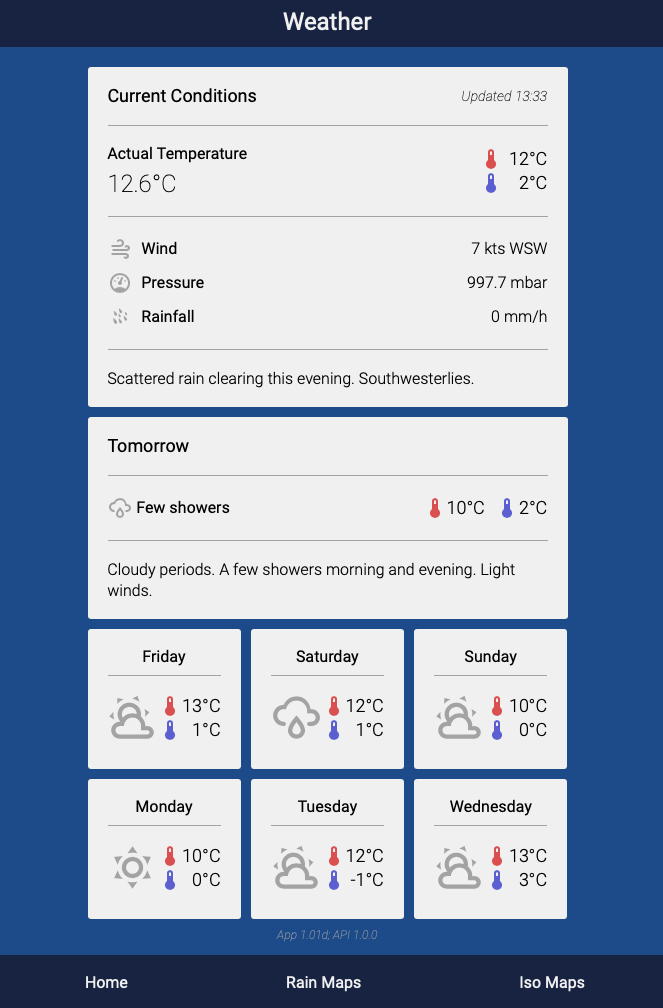 Weather
Current Conditions
Updated 13:33
Actual Temperature
12.6°C
12°C
2°C
Wind
7 kts WSW
Pressure
997.7 mbar
Rainfall
0 mm/h
Scattered rain clearing this evening. Southwesterlies.
Tomorrow
Few showers
10°C
2°C
Cloudy periods. A few showers morning and evening. Light
winds.
Friday
13°C
1°C
Saturday
12°C
1°C
Sunday
10°C
0°C
Monday
10°C
0°C
Tuesday
12°C
-1°C
Wednesday
13°C
3°C
App 1.01d; API 1.0.0
Home
Rain Maps
Iso Maps